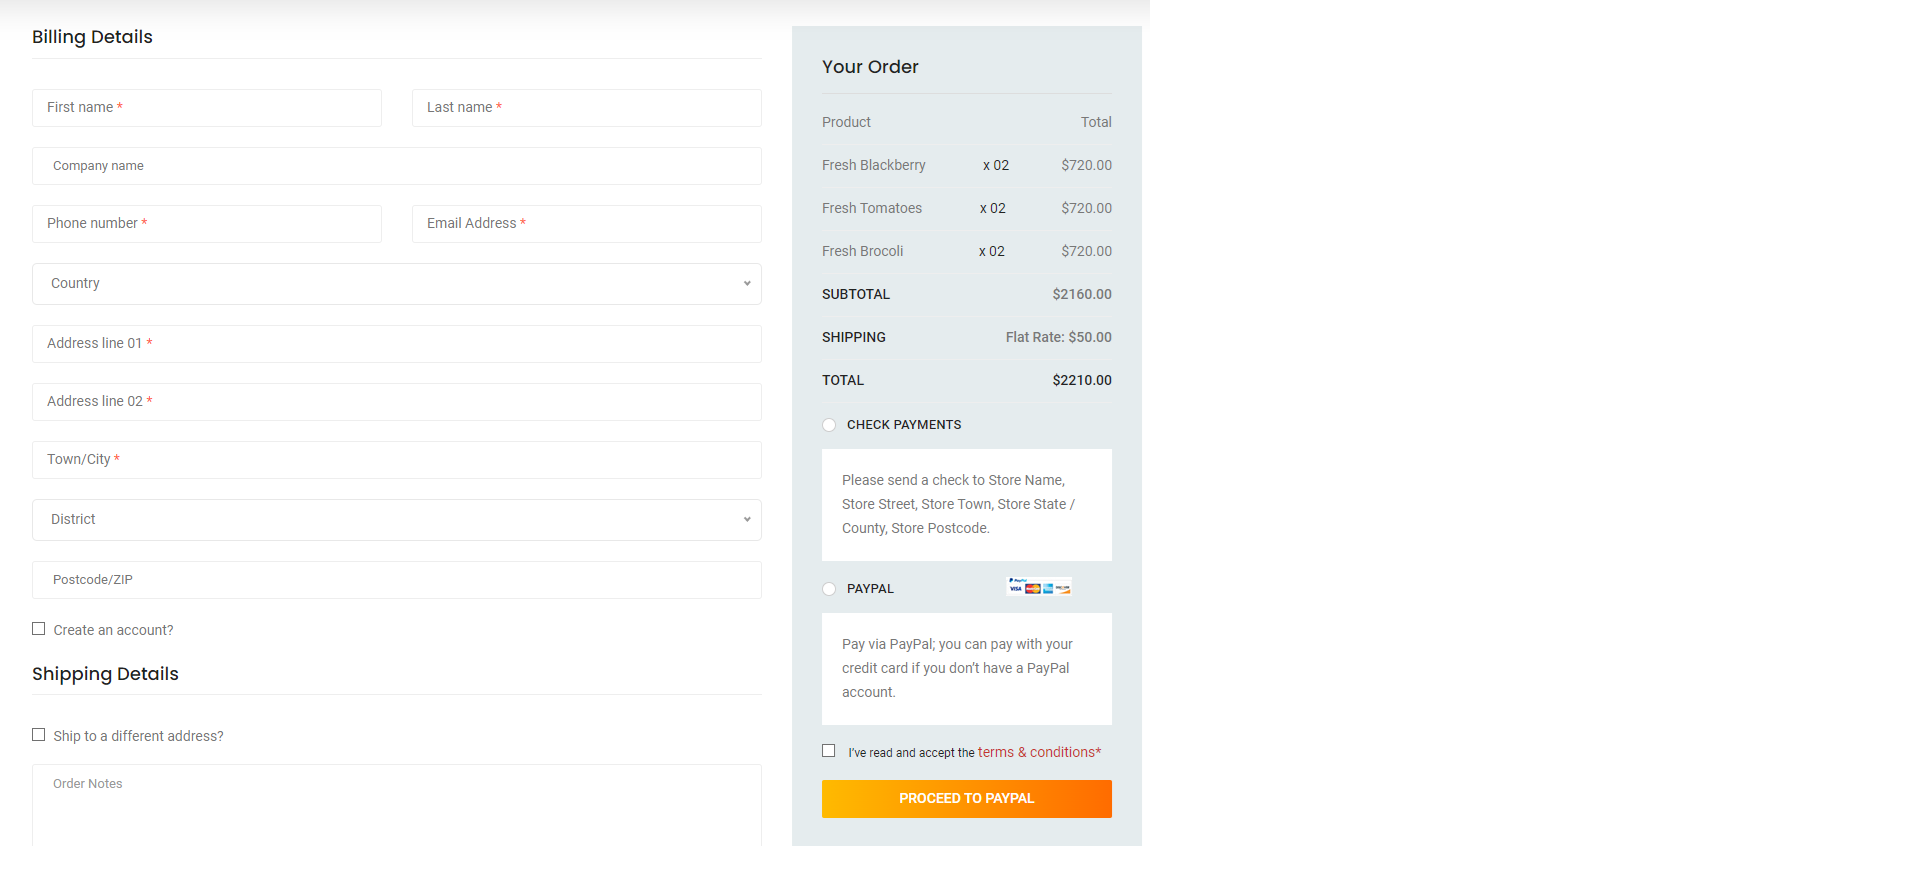 Billing Details
First name *
Last name *
Company name
Phone number *
Email Address *
Country
Address line 01 *
Address line 02 *
Town/City *
District
Postcode/ZIP
Create an account?
Shipping Details
Ship to a different address?
Order Notes
Your Order
Product Total
Fresh Blackberry x 02 $720.00
Fresh Tomatoes x 02 $720.00
Fresh Brocoli x 02 $720.00
SUBTOTAL $2160.00
SHIPPING Flat Rate: $50.00
TOTAL $2210.00
CHECK PAYMENTS
Please send a check to Store Name,
Store Street, Store Town, Store State /
County, Store Postcode.
PAYPAL
PayPal
VISA
Pay via PayPal; you can pay with your
credit card if you don’t have a PayPal
account.
I’ve read and accept the terms & conditions*
PROCEED TO PAYPAL